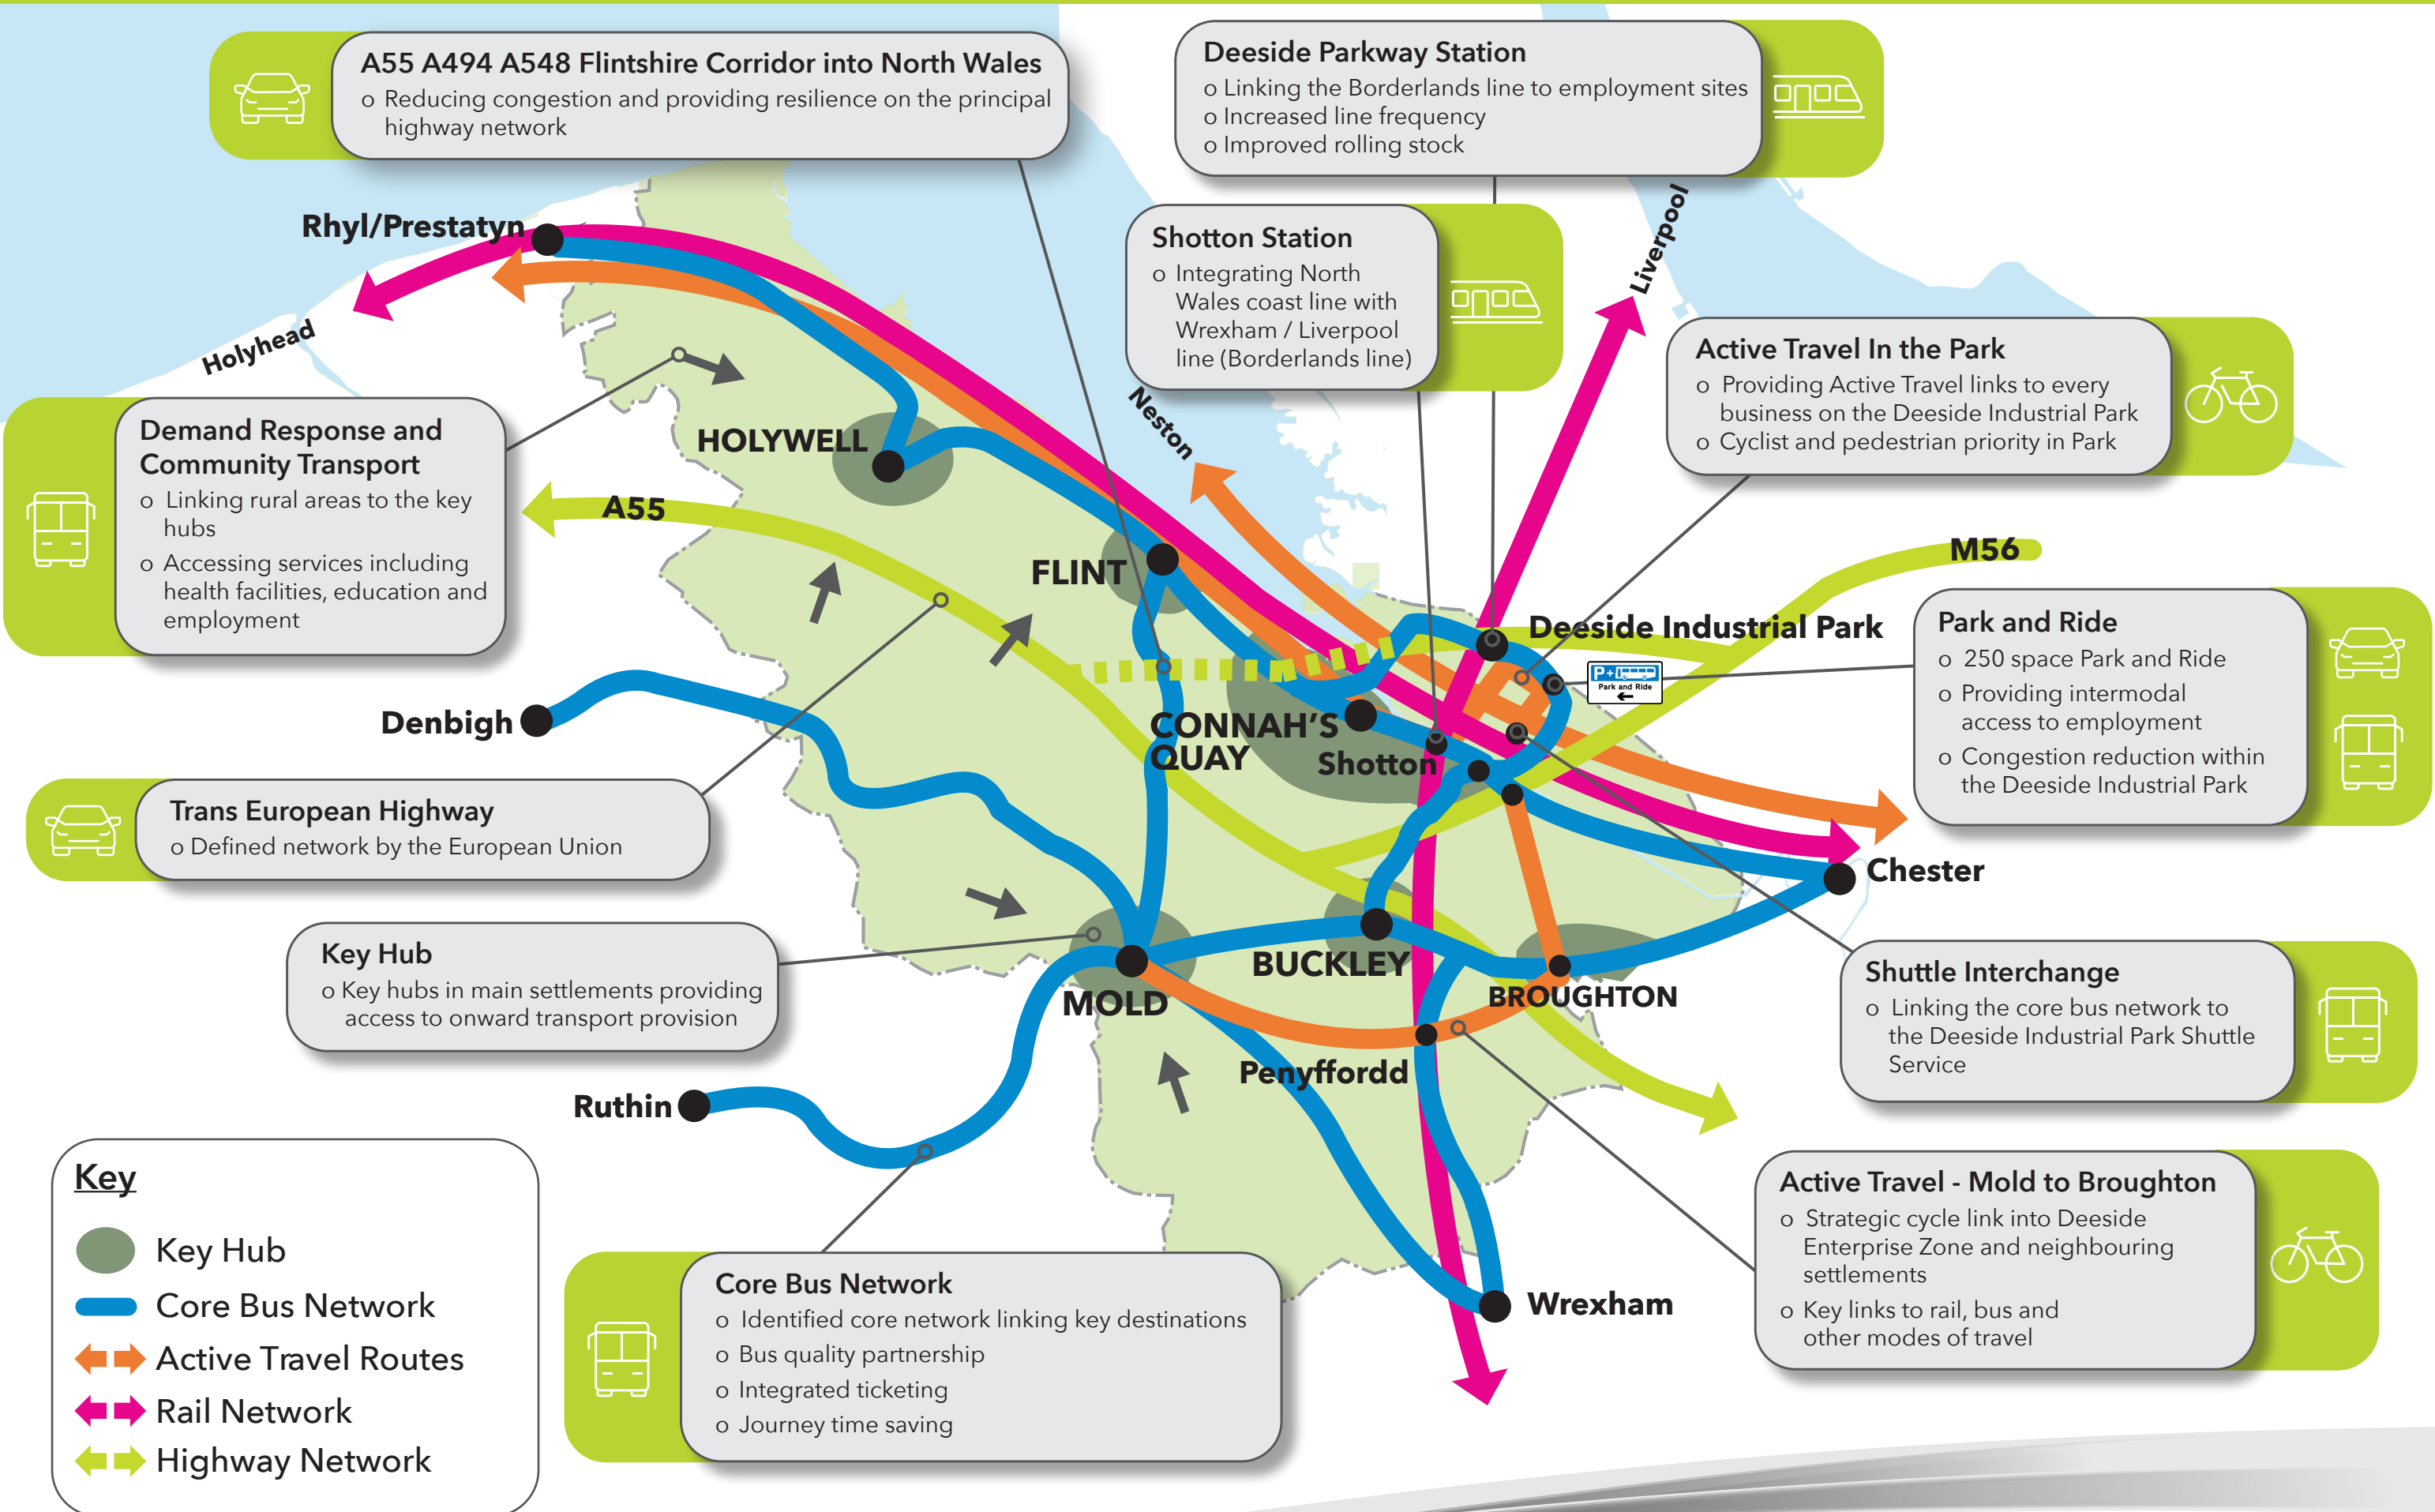 A55 A494 A548 Flintshire Corridor into North Wales
o Reducing congestion and providing resilience on the principal
highway network
Deeside Parkway Station
o Linking the Borderlands line to employment sites
o Increased line frequency
o Improved rolling stock
Shotton Station
o Integrating North
Wales coast line with
Wrexham / Liverpool
line (Borderlands line)
Liverpool
Rhyl/Prestatyn
Holyhead
Neston
Active Travel In the Park
o Providing Active Travel links to every
business on the Deeside Industrial Park
o Cyclist and pedestrian priority in Park
Demand Response and
Community Transport
o Linking rural areas to the key
hubs
o Accessing services including
health facilities, education and
employment
HOLYWELL
A55
FLINT
M56
Deeside Industrial Park
P+
Park and Ride
Park and Ride
o 250 space Park and Ride
o Providing intermodal
access to employment
o Congestion reduction within
the Deeside Industrial Park
Denbigh
CONNAH'S
QUAY
Shotton
Trans European Highway
o Defined network by the European Union
Chester
Key Hub
o Key hubs in main settlements providing
access to onward transport provision
MOLD
BUCKLEY
BROUGHTON
Penyffordd
Shuttle Interchange
o Linking the core bus network to
the Deeside Industrial Park Shuttle
Service
Ruthin
Wrexham
Active Travel - Mold to Broughton
o Strategic cycle link into Deeside
Enterprise Zone and neighbouring
settlements
o Key links to rail, bus and
other modes of travel
Core Bus Network
o Identified core network linking key destinations
o Bus quality partnership
o Integrated ticketing
o Journey time saving
Key
Key Hub
Core Bus Network
Active Travel Routes
Rail Network
Highway Network